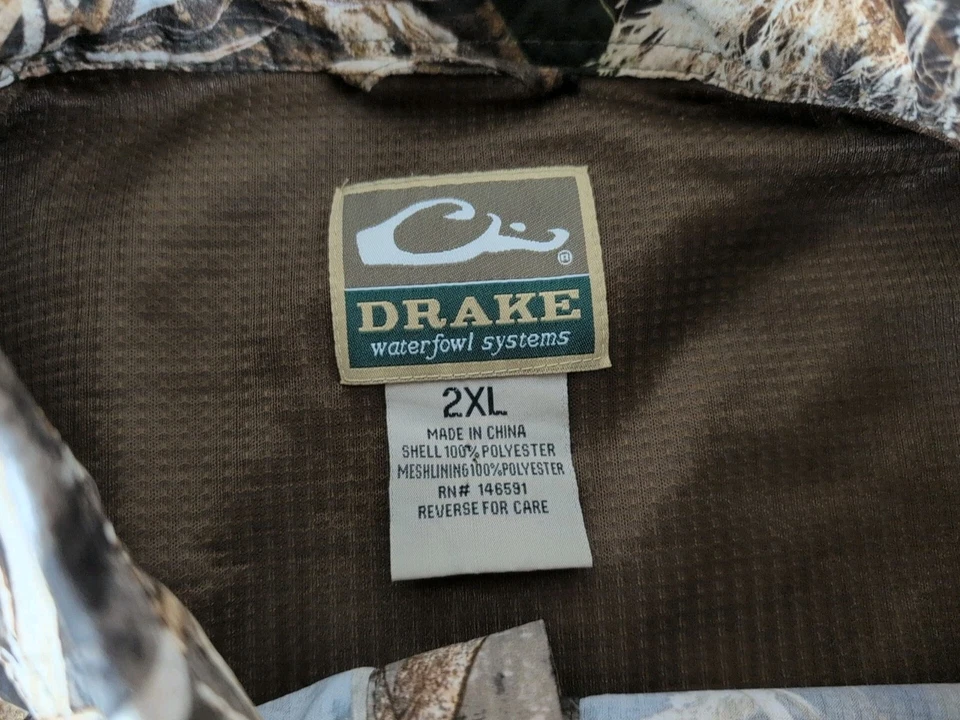 ®
DRAKE
waterfowl systems
2XL
MADE IN CHINA
SHELL 100% POLYESTER
MESHLINING 100%POLYESTER
RN# 146591
REVERSE FOR CARE